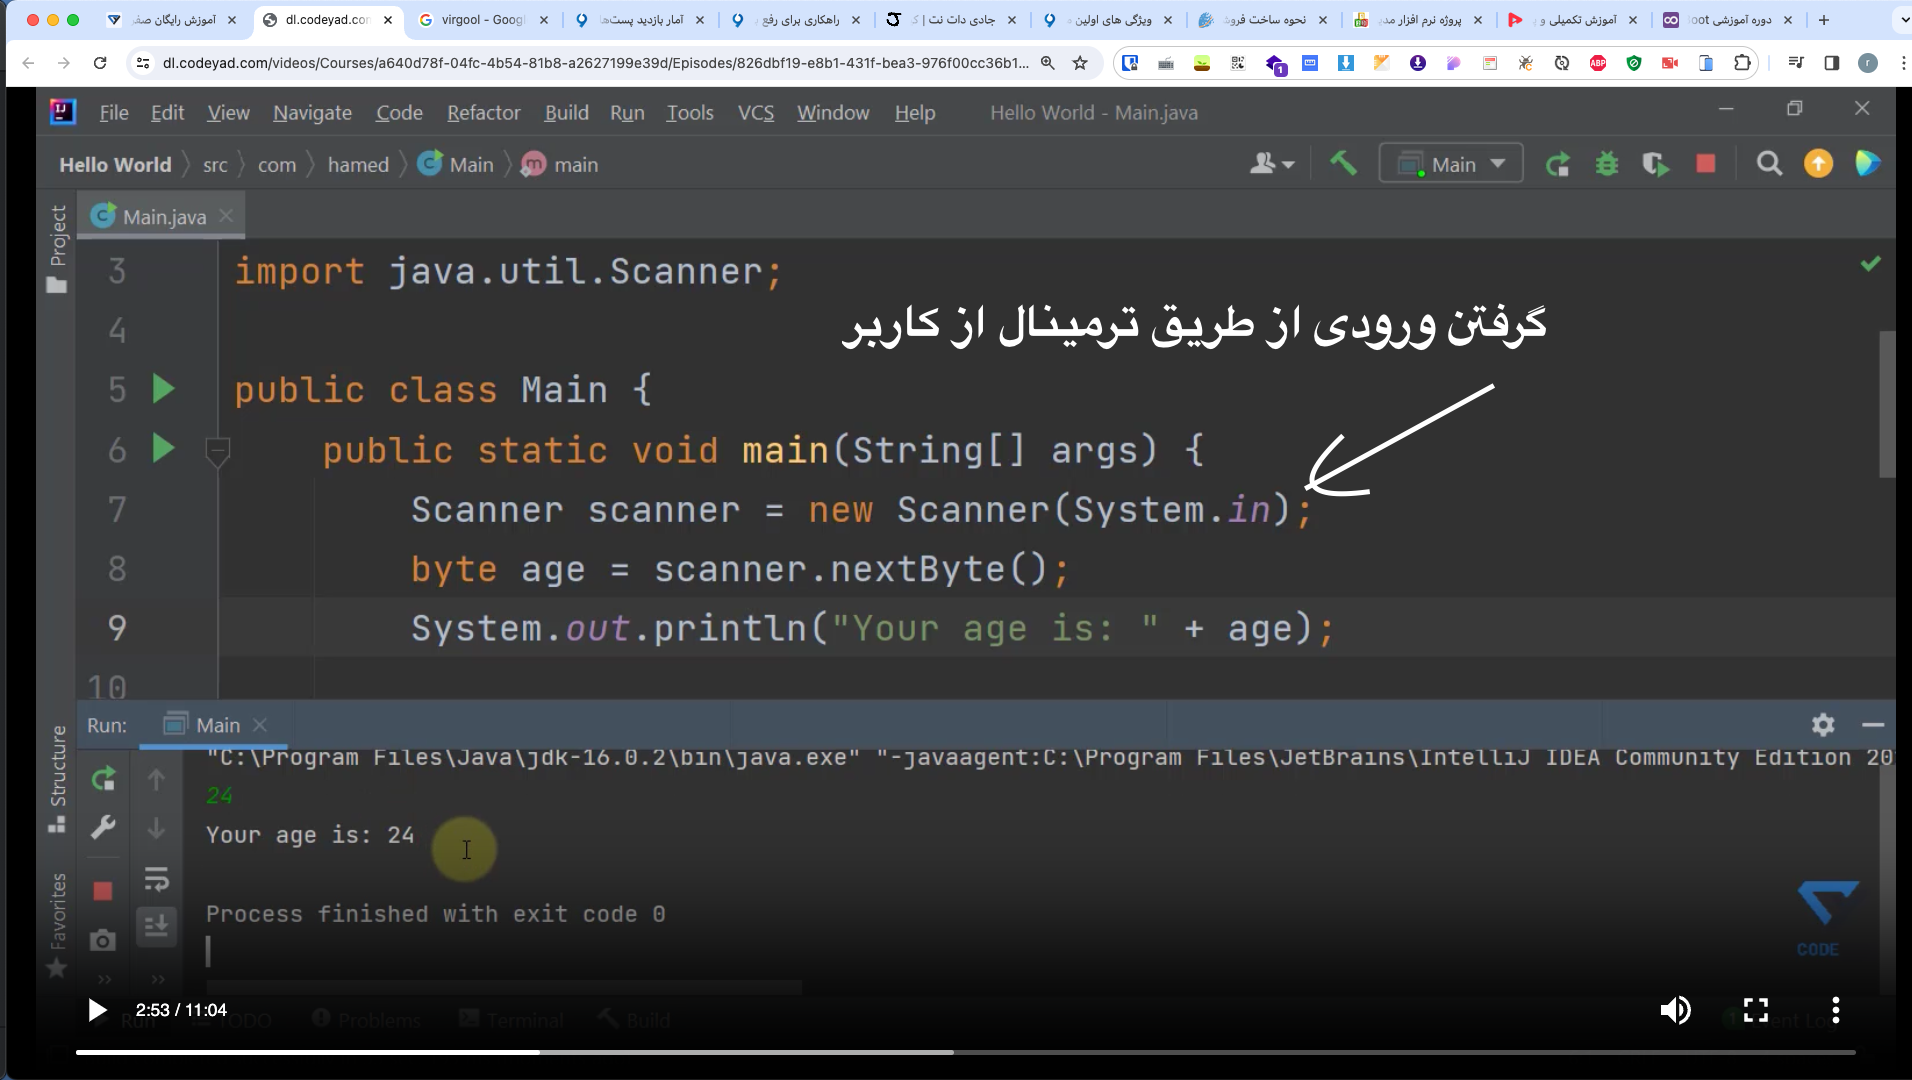 آموزش رایگان صفر
dl.codeyad.com
virgool - Goog
آمار بازدید پست‌ها
راهکاری برای رفع
جادی دات نت | ک
ویژگی های اولین
نحوه ساخت فروش
پروژه نرم افزار مدیر
آموزش تکمیلی و پ
دوره آموزشی oot
dl.codeyad.com/videos/Courses/a640d78f-04fc-4b54-81b8-a2627199e39d/Episodes/826dbf19-e8b1-431f-bea3-976f00cc36b1...
File Edit View Navigate Code Refactor Build Run Tools VCS Window Help Hello World - Main.java
Hello World src com hamed Main main Main
Project
Main.java
3 import java.util.Scanner;
گرفتن ورودی از طریق ترمینال از کاربر
4
5 public class Main {
6 public static void main(String[] args) {
7 Scanner scanner = new Scanner(System.in);
8 byte age = scanner.nextByte();
9 System.out.println("Your age is: " + age);
10
Run: Main
Structure
Favorites
"C:\Program Files\Java\jdk-16.0.2\bin\java.exe" "-javaagent:C:\Program Files\JetBrains\IntelliJ IDEA Community Edition 20
24
Your age is: 24
Process finished with exit code 0
CODE
2:53 / 11:04
Run TODO Problems Terminal Build Event Log